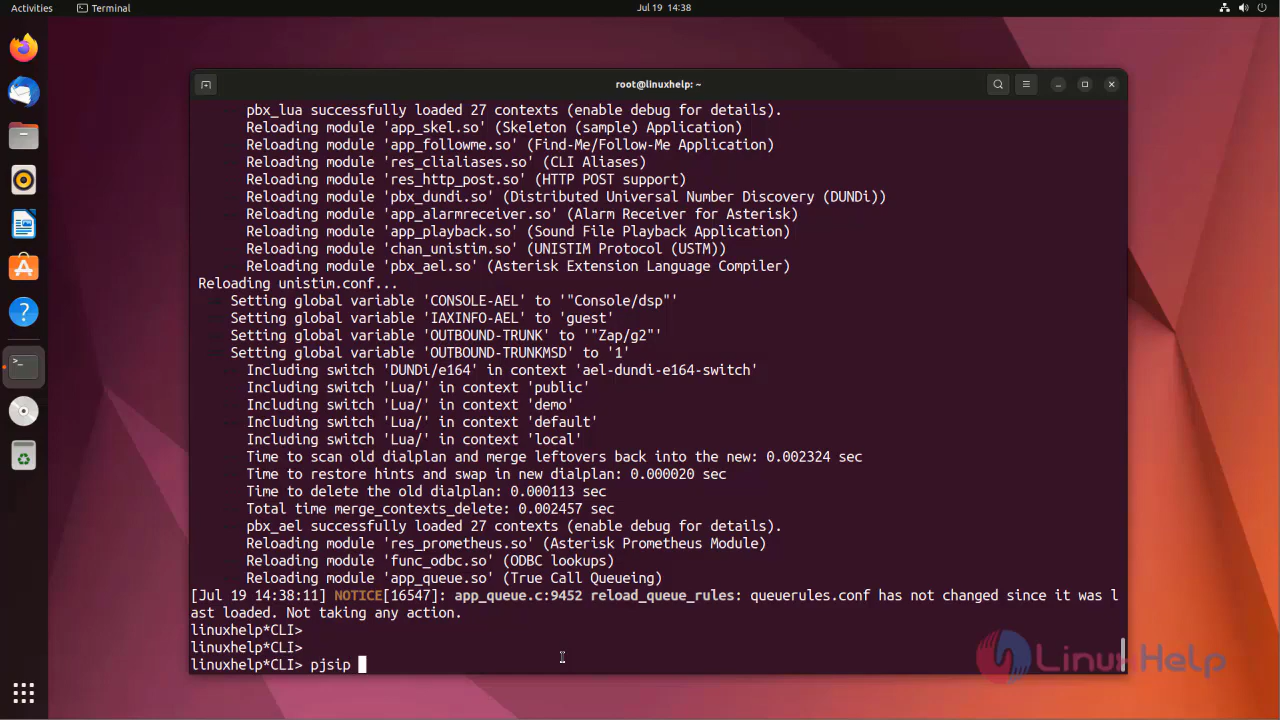 Activities
Terminal
Jul 19 14:38
root@linuxhelp: ~
pbx_lua successfully loaded 27 contexts (enable debug for details).
Reloading module 'app_skel.so' (Skeleton (sample) Application)
Reloading module 'app_followme.so' (Find-Me/Follow-Me Application)
Reloading module 'res_clialiases.so' (CLI Aliases)
Reloading module 'res_http_post.so' (HTTP POST support)
Reloading module 'pbx_dundi.so' (Distributed Universal Number Discovery (DUNDi))
Reloading module 'app_alarmreceiver.so' (Alarm Receiver for Asterisk)
Reloading module 'app_playback.so' (Sound File Playback Application)
Reloading module 'chan_unistim.so' (UNISTIM Protocol (USTM))
Reloading module 'pbx_ael.so' (Asterisk Extension Language Compiler)
Reloading unistim.conf...
Setting global variable 'CONSOLE-AEL' to '"Console/dsp"'
Setting global variable 'IAXINFO-AEL' to 'guest'
Setting global variable 'OUTBOUND-TRUNK' to '"Zap/g2"'
Setting global variable 'OUTBOUND-TRUNKMSD' to '1'
Including switch 'DUNDi/e164' in context 'ael-dundi-e164-switch'
Including switch 'Lua/' in context 'public'
Including switch 'Lua/' in context 'demo'
Including switch 'Lua/' in context 'default'
Including switch 'Lua/' in context 'local'
Time to scan old dialplan and merge leftovers back into the new: 0.002324 sec
Time to restore hints and swap in new dialplan: 0.000020 sec
Time to delete the old dialplan: 0.000113 sec
Total time merge_contexts_delete: 0.002457 sec
pbx_ael successfully loaded 27 contexts (enable debug for details).
Reloading module 'res_prometheus.so' (Asterisk Prometheus Module)
Reloading module 'func_odbc.so' (ODBC lookups)
Reloading module 'app_queue.so' (True Call Queueing)
[Jul 19 14:38:11] NOTICE[16547]: app_queue.c:9452 reload_queue_rules: queuerules.conf has not changed since it was l
ast loaded. Not taking any action.
linuxhelp*CLI>
linuxhelp*CLI>
linuxhelp*CLI> pjsip
LinuxHelp